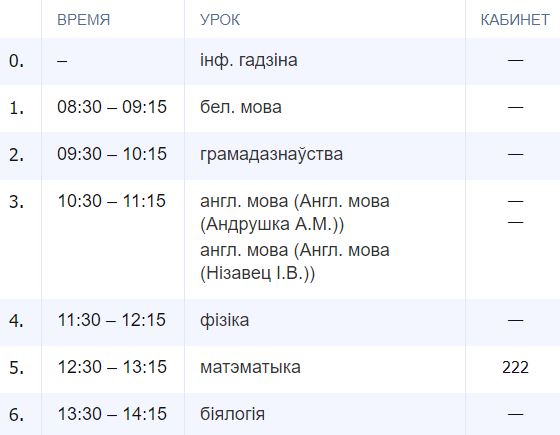 ВРЕМЯ УРОК КАБИНЕТ
0. – інф. гадзіна —
1. 08:30 – 09:15 бел. мова —
2. 09:30 – 10:15 грамадазнаўства —
3. 10:30 – 11:15 англ. мова (Англ. мова —
(Андрушка А.М.)) —
англ. мова (Англ. мова
(Нізавец І.В.))
4. 11:30 – 12:15 фізіка —
5. 12:30 – 13:15 матэматыка 222
6. 13:30 – 14:15 біялогія —